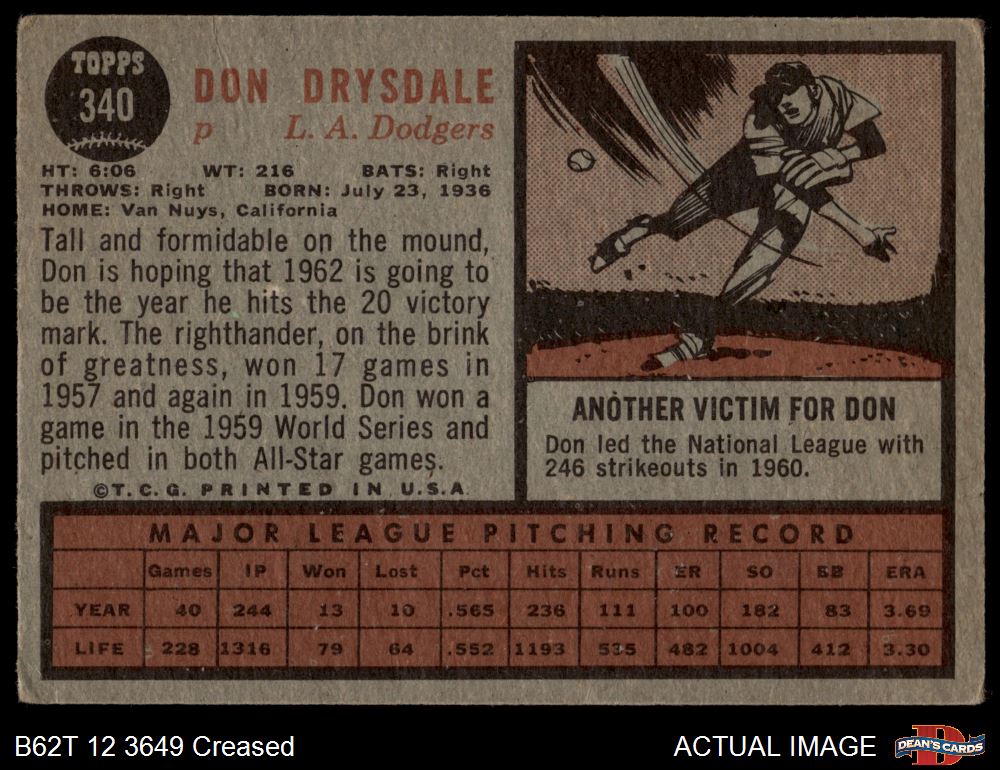 TOPPS
340
DON DRYSDALE
p L. A. Dodgers
HT: 6:06 WT: 216 BATS: Right
THROWS: Right BORN: July 23, 1936
HOME: Van Nuys, California
Tall and formidable on the mound,
Don is hoping that 1962 is going to
be the year he hits the 20 victory
mark. The righthander, on the brink
of greatness, won 17 games in
1957 and again in 1959. Don won a
game in the 1959 World Series and
pitched in both All-Star games.
©T.C.G. PRINTED IN U.S.A.
ANOTHER VICTIM FOR DON
Don led the National League with
246 strikeouts in 1960.
MAJOR LEAGUE PITCHING RECORD
Games IP Won Lost Pct Hits Runs ER SO BB ERA
YEAR 40 244 13 10 .565 236 111 100 182 83 3.69
LIFE 228 1316 79 64 .552 1193 535 482 1004 412 3.30
B62T 12 3649 Creased
ACTUAL IMAGE
DEAN'S CARDS